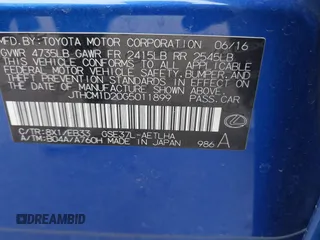 MFD. BY: TOYOTA MOTOR CORPORATION 06/16
GVWR 4735LB GAWR FR 2415LB RR 2545LB
THIS VEHICLE CONFORMS TO ALL APPLICABLE
FEDERAL MOTOR VEHICLE SAFETY, BUMPER, AND
THEFT PREVENTION STANDARDS IN EFFECT ON
THE DATE OF MANUFACTURE SHOWN ABOVE.
JTHCM1D20G5011899 PASS. CAR
C/TR: 8X1/EB33 GSE37L-AETLHA
A/TM: B04A/A760H MADE IN JAPAN 986 A
DREAMBID